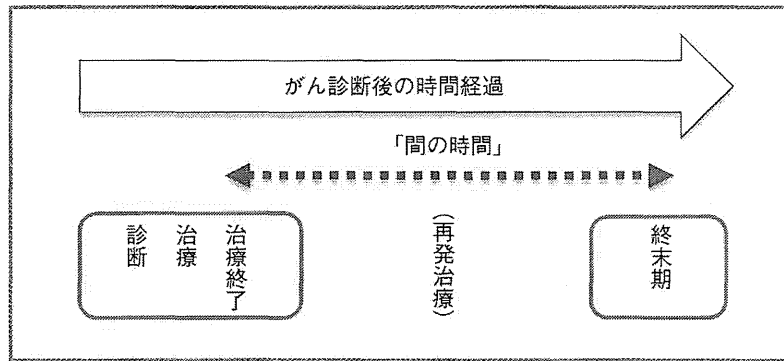 がん診断後の時間経過
「間の時間」
診断
治療
治療終了
(再発治療)
終末期